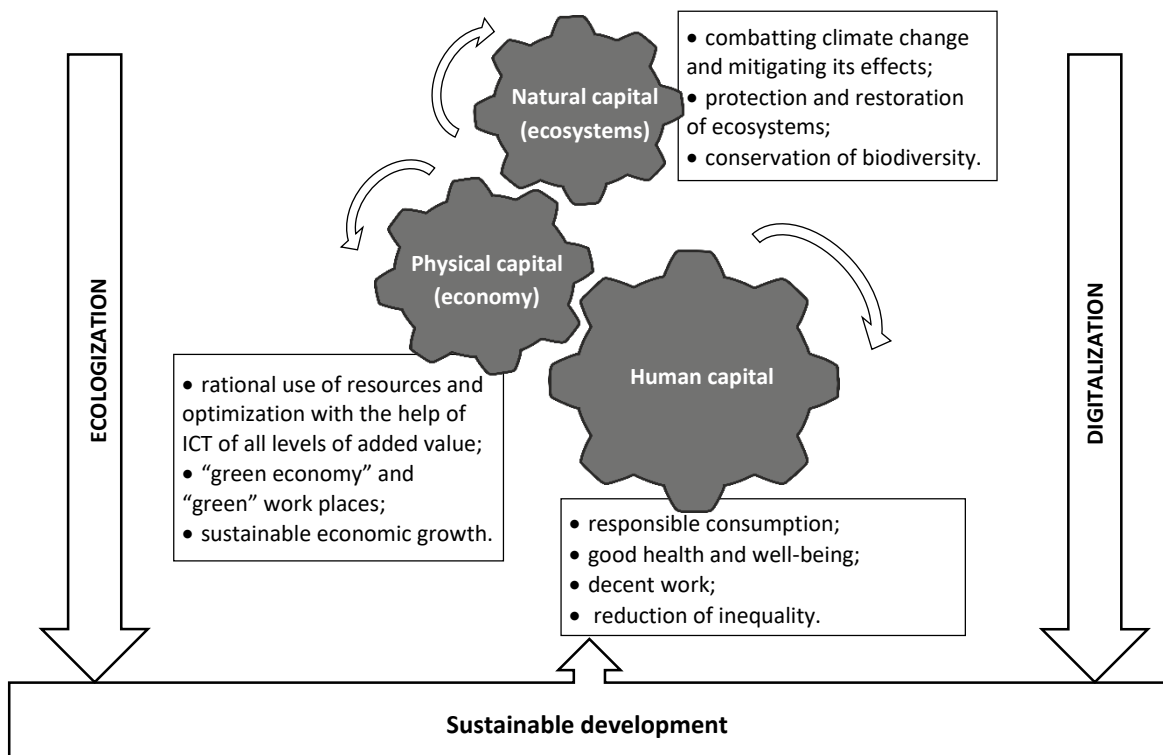 Natural capital
(ecosystems)
• combatting climate change
and mitigating its effects;
• protection and restoration
of ecosystems;
• conservation of biodiversity.
Physical capital
(economy)
Human capital
ECOLOGIZATION
DIGITALIZATION
• rational use of resources and
optimization with the help of
ICT of all levels of added value;
• “green economy” and
“green” work places;
• sustainable economic growth.
• responsible consumption;
• good health and well-being;
• decent work;
• reduction of inequality.
Sustainable development